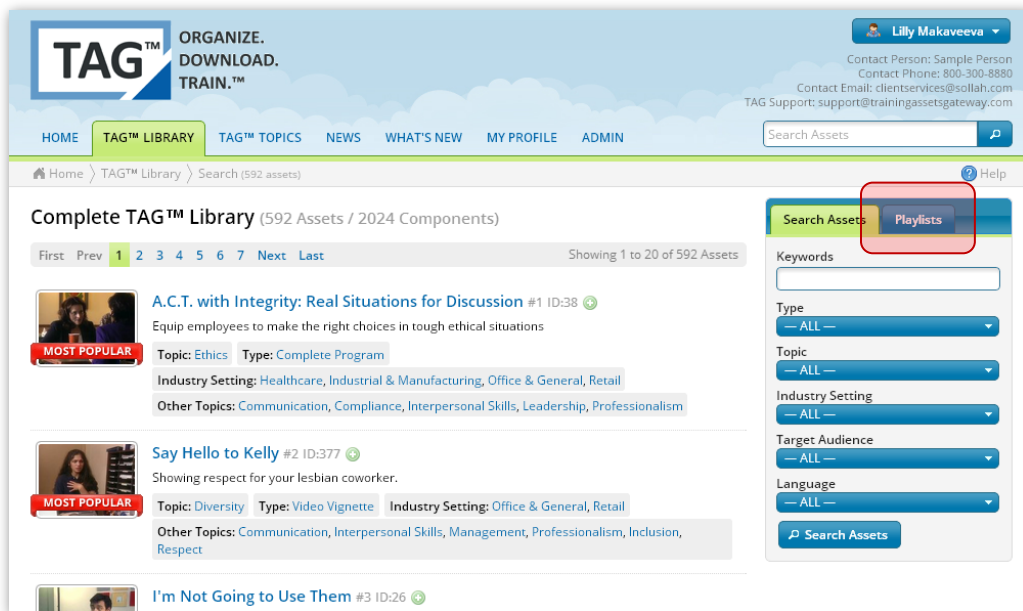 TAG™
ORGANIZE.
DOWNLOAD.
TRAIN.™
Lilly Makaveeva
Contact Person: Sample Person
Contact Phone: 800-300-8880
Contact Email: clientservices@sollah.com
TAG Support: support@trainingassetsgateway.com
HOME TAG™ LIBRARY TAG™ TOPICS NEWS WHAT'S NEW MY PROFILE ADMIN
Search Assets
Home TAG™ Library Search (592 assets)
Help
Complete TAG™ Library (592 Assets / 2024 Components)
First Prev 1 2 3 4 5 6 7 Next Last
Showing 1 to 20 of 592 Assets
A.C.T. with Integrity: Real Situations for Discussion #1 ID:38
Equip employees to make the right choices in tough ethical situations
MOST POPULAR
Topic: Ethics Type: Complete Program
Industry Setting: Healthcare, Industrial & Manufacturing, Office & General, Retail
Other Topics: Communication, Compliance, Interpersonal Skills, Leadership, Professionalism
Say Hello to Kelly #2 ID:377
Showing respect for your lesbian coworker.
MOST POPULAR
Topic: Diversity Type: Video Vignette Industry Setting: Office & General, Retail
Other Topics: Communication, Interpersonal Skills, Management, Professionalism, Inclusion,
Respect
I'm Not Going to Use Them #3 ID:26
Search Assets Playlists
Keywords
Type
— ALL —
Topic
— ALL —
Industry Setting
— ALL —
Target Audience
— ALL —
Language
— ALL —
Search Assets